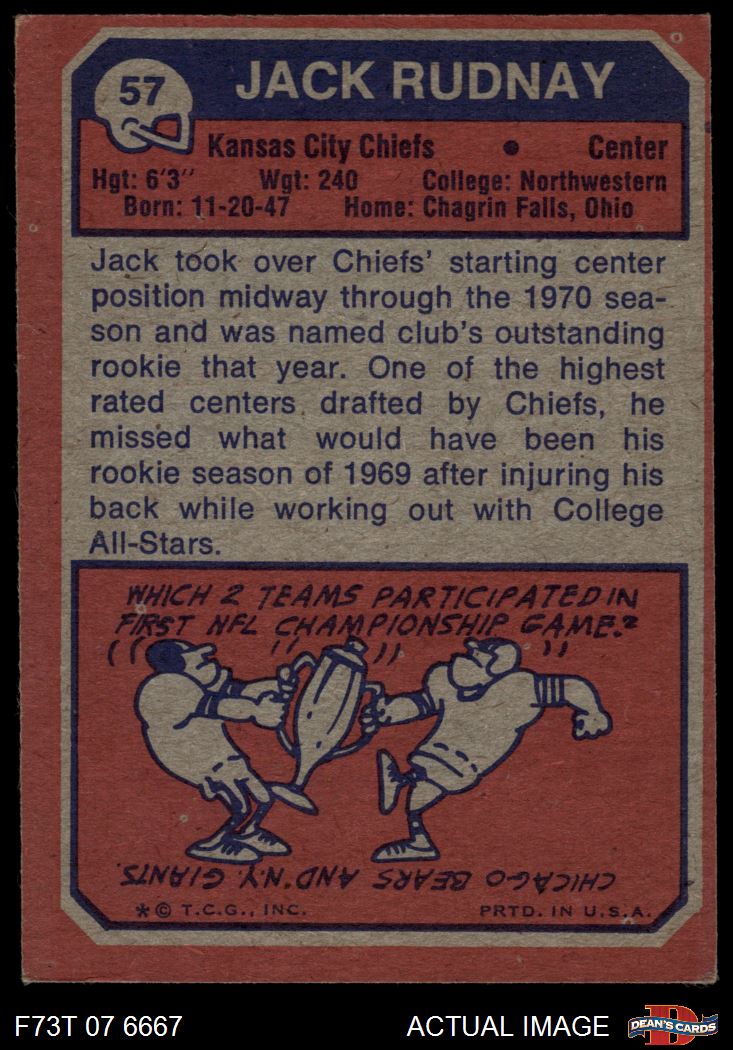 57
JACK RUDNAY
Kansas City Chiefs • Center
Hgt: 6'3" Wgt: 240 College: Northwestern
Born: 11-20-47 Home: Chagrin Falls, Ohio
Jack took over Chiefs' starting center
position midway through the 1970 sea-
son and was named club's outstanding
rookie that year. One of the highest
rated centers drafted by Chiefs, he
missed what would have been his
rookie season of 1969 after injuring his
back while working out with College
All-Stars.
WHICH 2 TEAMS PARTICIPATED IN
FIRST NFL CHAMPIONSHIP GAME?
CHICAGO BEARS AND N.Y. GIANTS.
*© T.C.G., INC. PRTD. IN U.S.A.
F73T 07 6667 ACTUAL IMAGE D DEAN'S CARDS